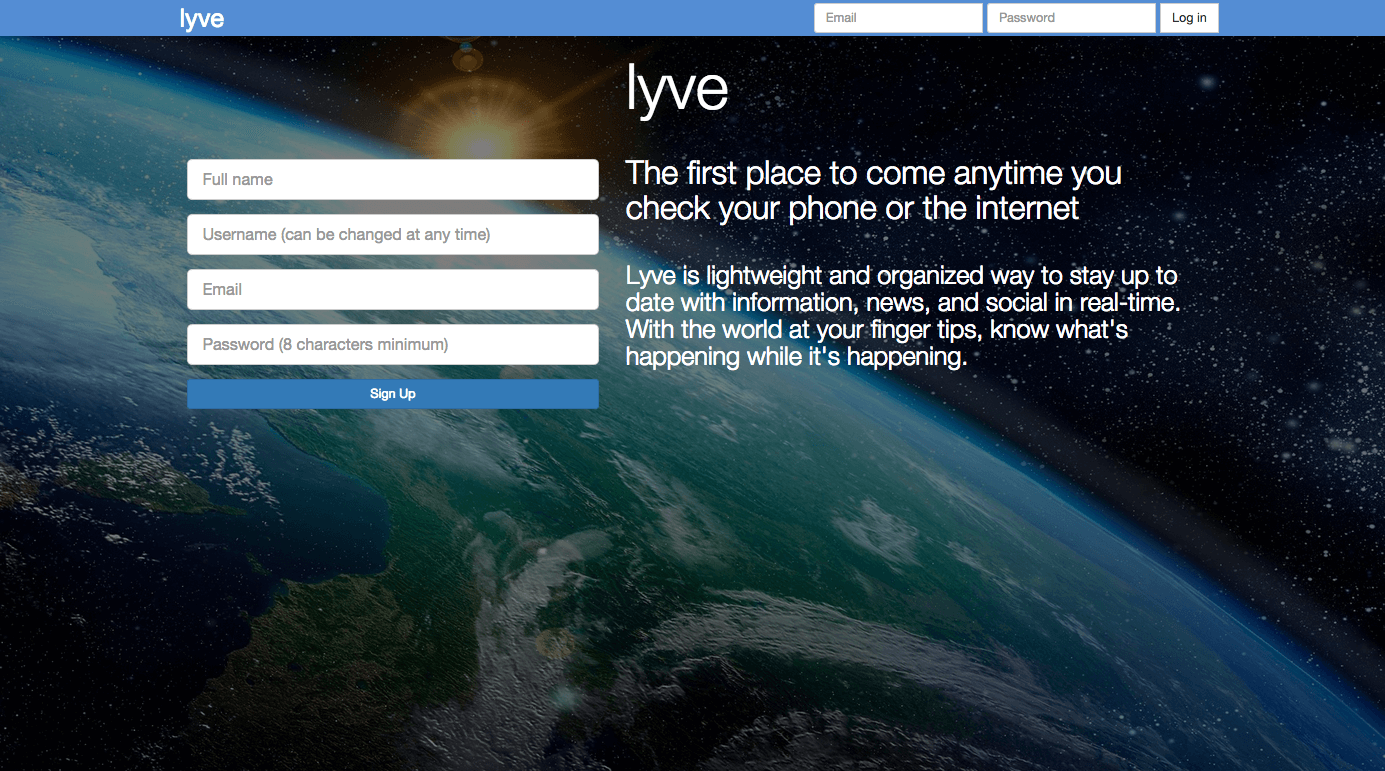 lyve
Email
Password
Log in
lyve
Full name
Username (can be changed at any time)
Email
Password (8 characters minimum)
Sign Up
The first place to come anytime you
check your phone or the internet
Lyve is lightweight and organized way to stay up to
date with information, news, and social in real-time.
With the world at your finger tips, know what's
happening while it's happening.